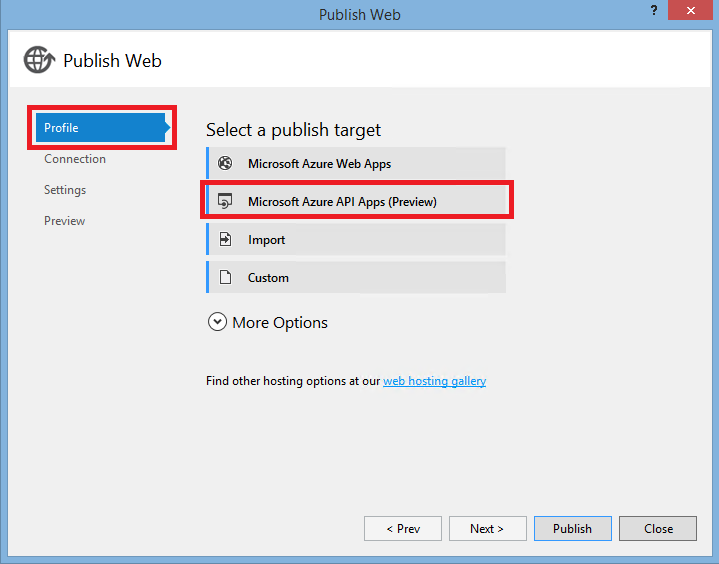 Publish Web
?
Publish Web
Profile
Connection
Settings
Preview
Select a publish target
Microsoft Azure Web Apps
Microsoft Azure API Apps (Preview)
Import
Custom
More Options
Find other hosting options at our web hosting gallery
< Prev
Next >
Publish
Close